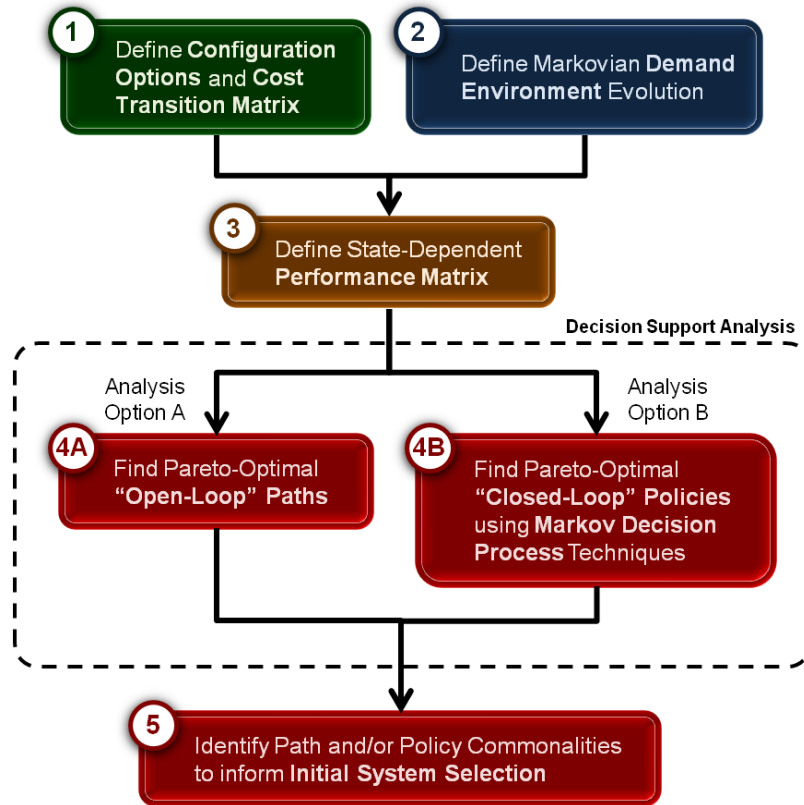 1
Define Configuration
Options and Cost
Transition Matrix
2
Define Markovian Demand
Environment Evolution
3
Define State-Dependent
Performance Matrix
Decision Support Analysis
Analysis
Option A
Analysis
Option B
4A
Find Pareto-Optimal
“Open-Loop” Paths
4B
Find Pareto-Optimal
“Closed-Loop” Policies
using Markov Decision
Process Techniques
5
Identify Path and/or Policy Commonalities
to inform Initial System Selection